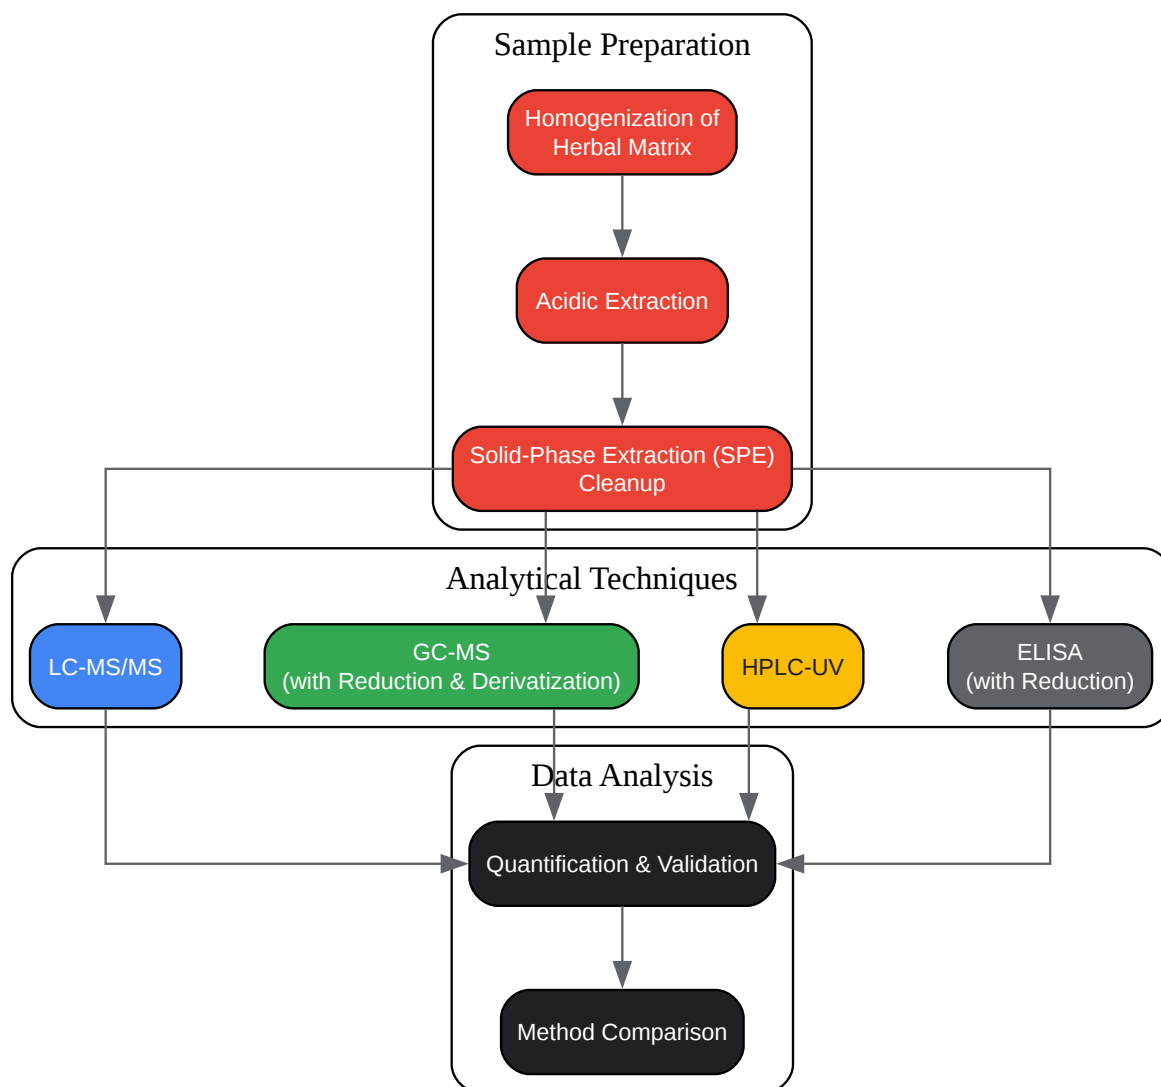 Sample Preparation
Homogenization of
Herbal Matrix
Acidic Extraction
Solid-Phase Extraction (SPE)
Cleanup
Analytical Techniques
LC-MS/MS
GC-MS
(with Reduction & Derivatization)
HPLC-UV
ELISA
(with Reduction)
Data Analysis
Quantification & Validation
Method Comparison